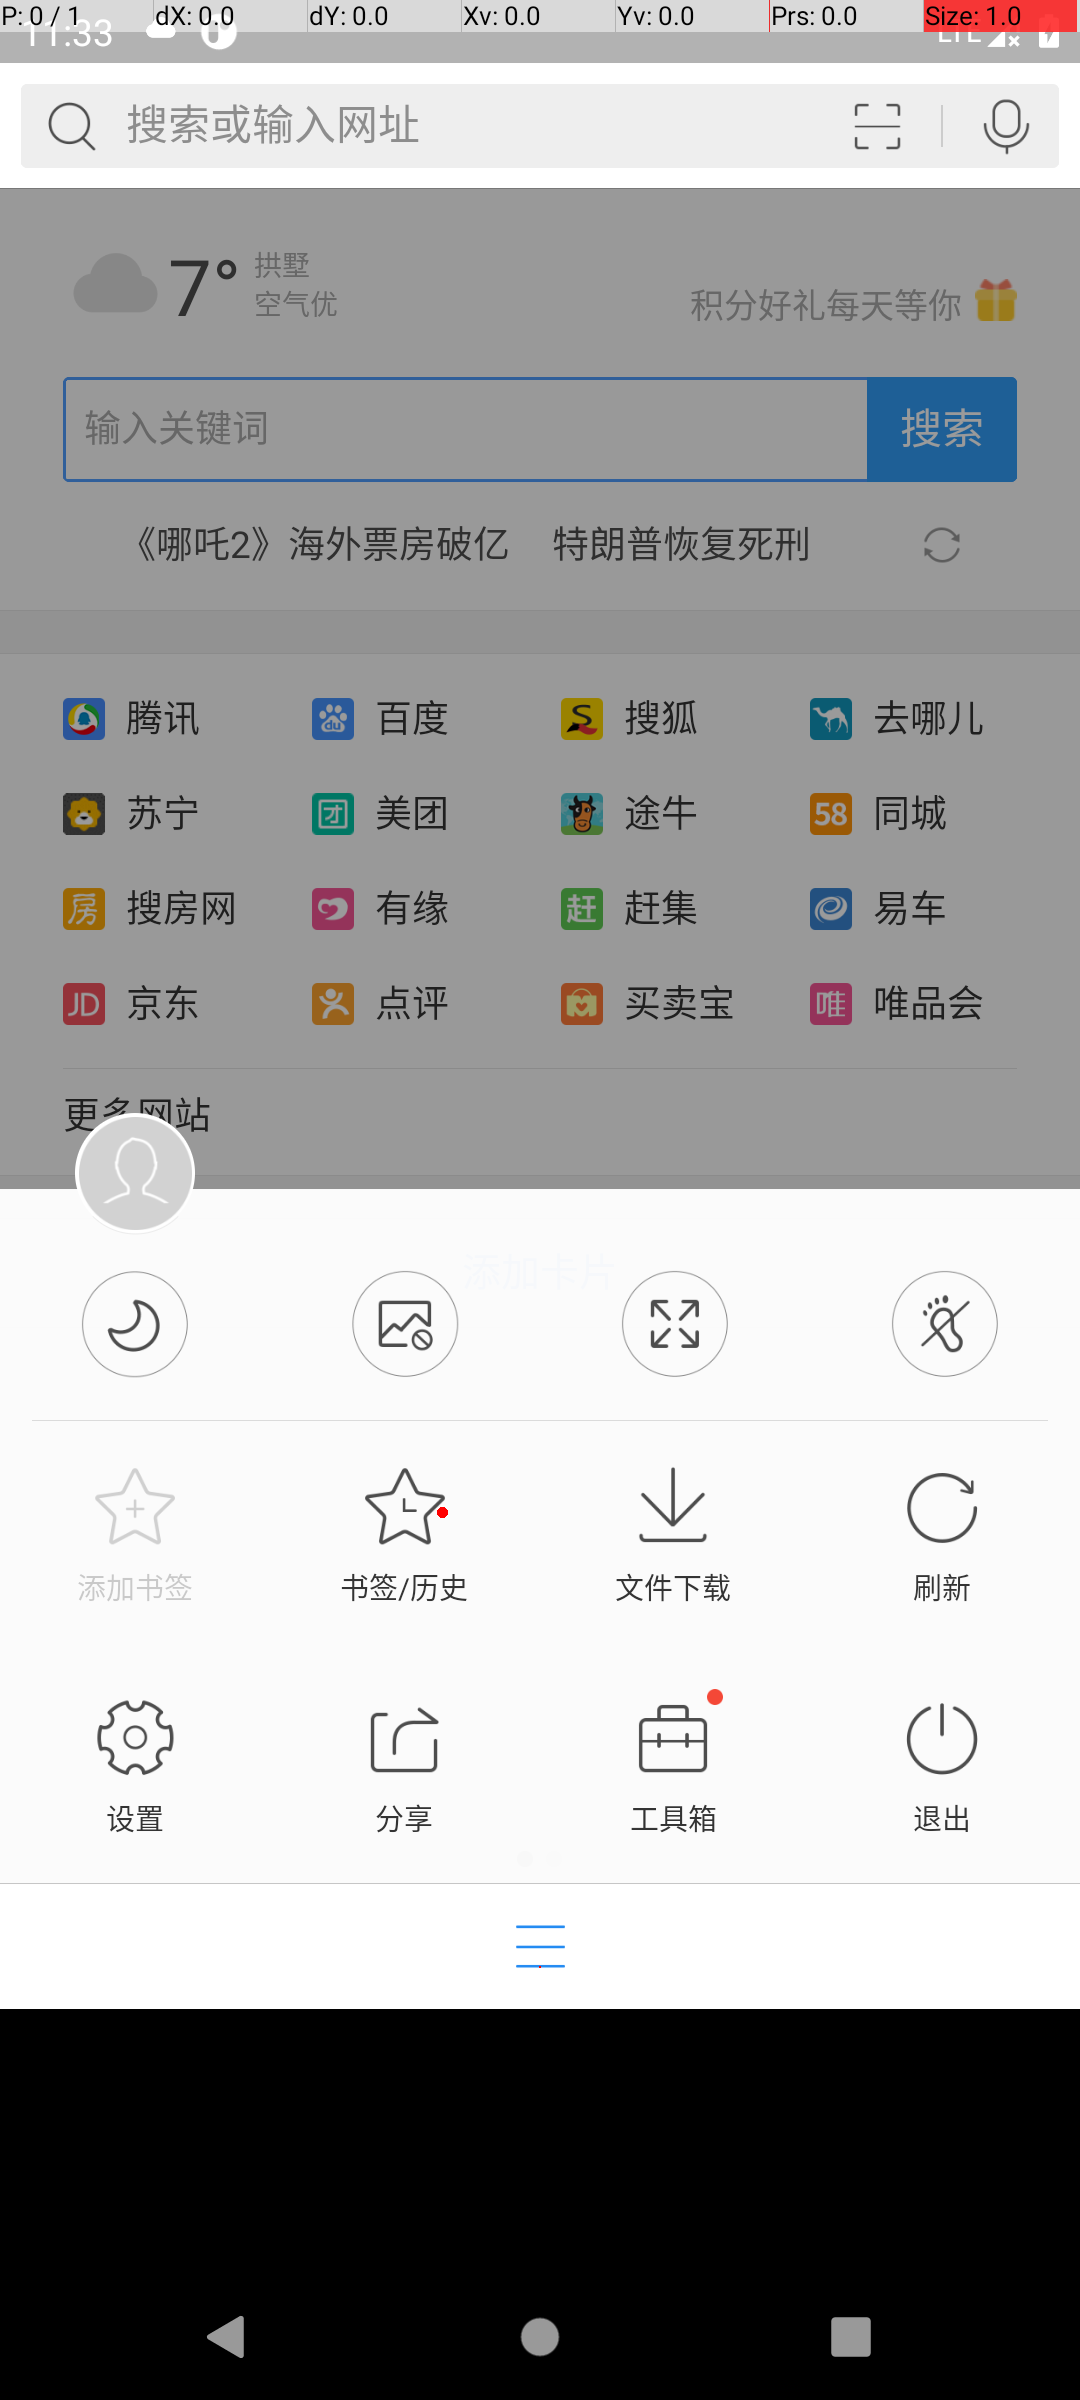 P: 0 / 1 dX: 0.0 dY: 0.0 Xv: 0.0 Yv: 0.0 Prs: 0.0 Size: 1.0
11:33 LTE
搜索或输入网址
7° 拱墅
空气优
积分好礼每天等你
输入关键词 搜索
《哪吒2》海外票房破亿 特朗普恢复死刑
腾讯 百度 搜狐 去哪儿
苏宁 团 美团 途牛 58 同城
房 搜房网 有缘 赶 赶集 易车
JD 京东 点评 买卖宝 唯 唯品会
更多网站
添加卡片
添加书签 书签/历史 文件下载 刷新
设置 分享 工具箱 退出